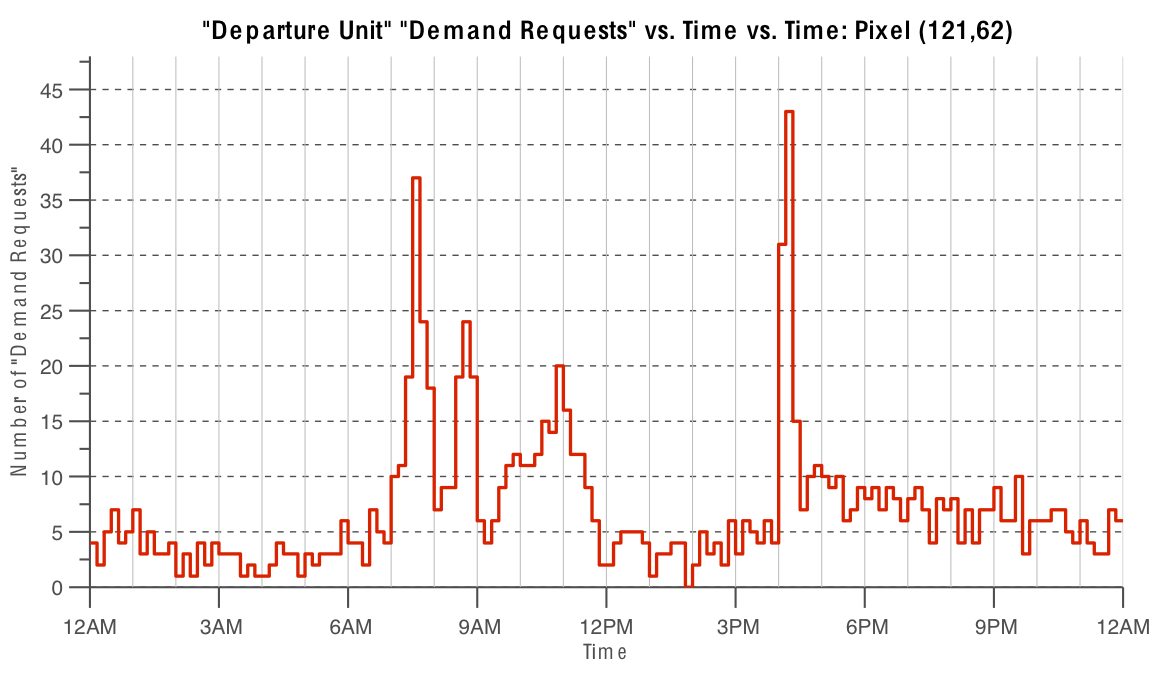 "Departure Unit" "Demand Requests" vs. Time vs. Time: Pixel (121,62)
Number of "Demand Requests"
45
40
35
30
25
20
15
10
5
0
12AM 3AM 6AM 9AM 12PM 3PM 6PM 9PM 12AM
Time